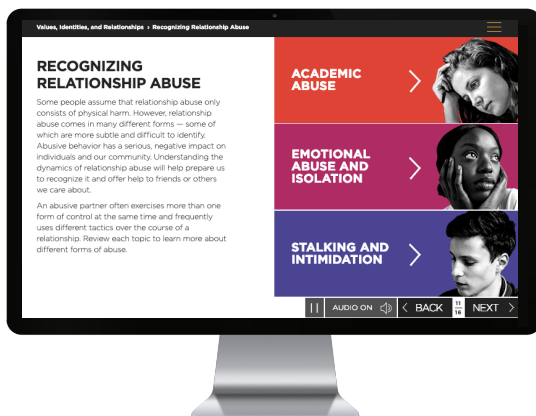 Values, Identities, and Relationships › Recognizing Relationship Abuse
RECOGNIZING
RELATIONSHIP ABUSE
Some people assume that relationship abuse only
consists of physical harm. However, relationship
abuse comes in many different forms — some of
which are more subtle and difficult to identify.
Abusive behavior has a serious, negative impact on
individuals and our community. Understanding the
dynamics of relationship abuse will help prepare us
to recognize it and offer help to friends or others
we care about.
An abusive partner often exercises more than one
form of control at the same time and frequently
uses different tactics over the course of a
relationship. Review each topic to learn more about
different forms of abuse.
ACADEMIC
ABUSE
EMOTIONAL
ABUSE AND
ISOLATION
STALKING AND
INTIMIDATION
AUDIO ON BACK 11 16 NEXT